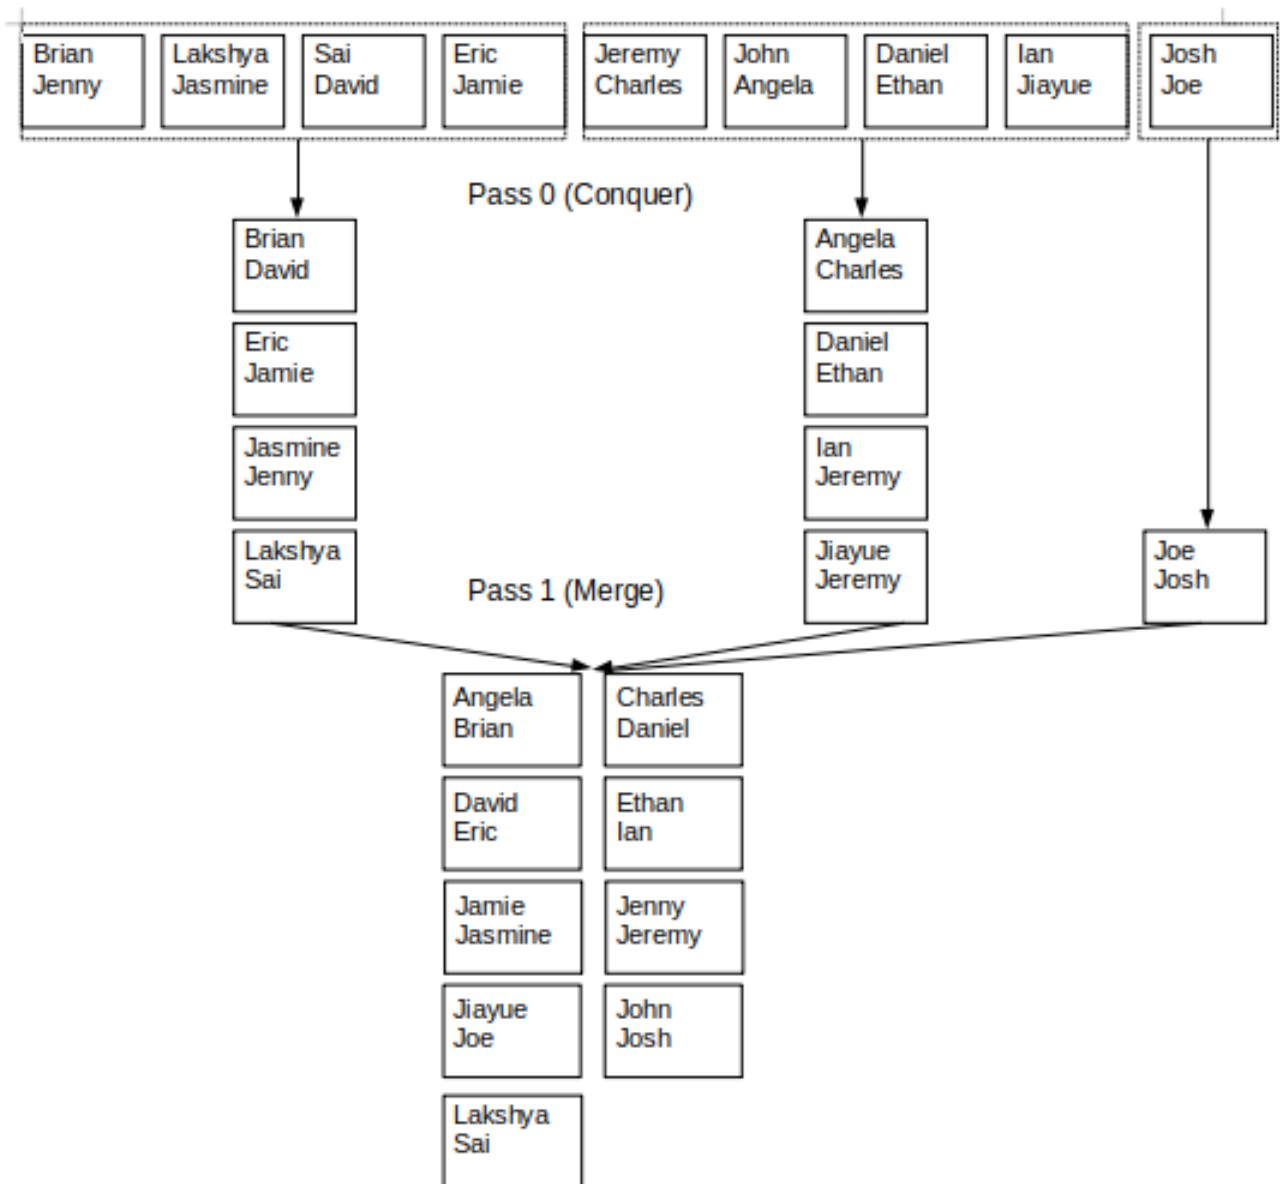 Brian
Jenny
Lakshya
Jasmine
Sai
David
Eric
Jamie
Jeremy
Charles
John
Angela
Daniel
Ethan
Ian
Jiayue
Josh
Joe
Pass 0 (Conquer)
Brian
David
Eric
Jamie
Jasmine
Jenny
Lakshya
Sai
Angela
Charles
Daniel
Ethan
Ian
Jeremy
Jiayue
Jeremy
Joe
Josh
Pass 1 (Merge)
Angela
Brian
Charles
Daniel
David
Eric
Ethan
Ian
Jamie
Jasmine
Jenny
Jeremy
Jiayue
Joe
John
Josh
Lakshya
Sai